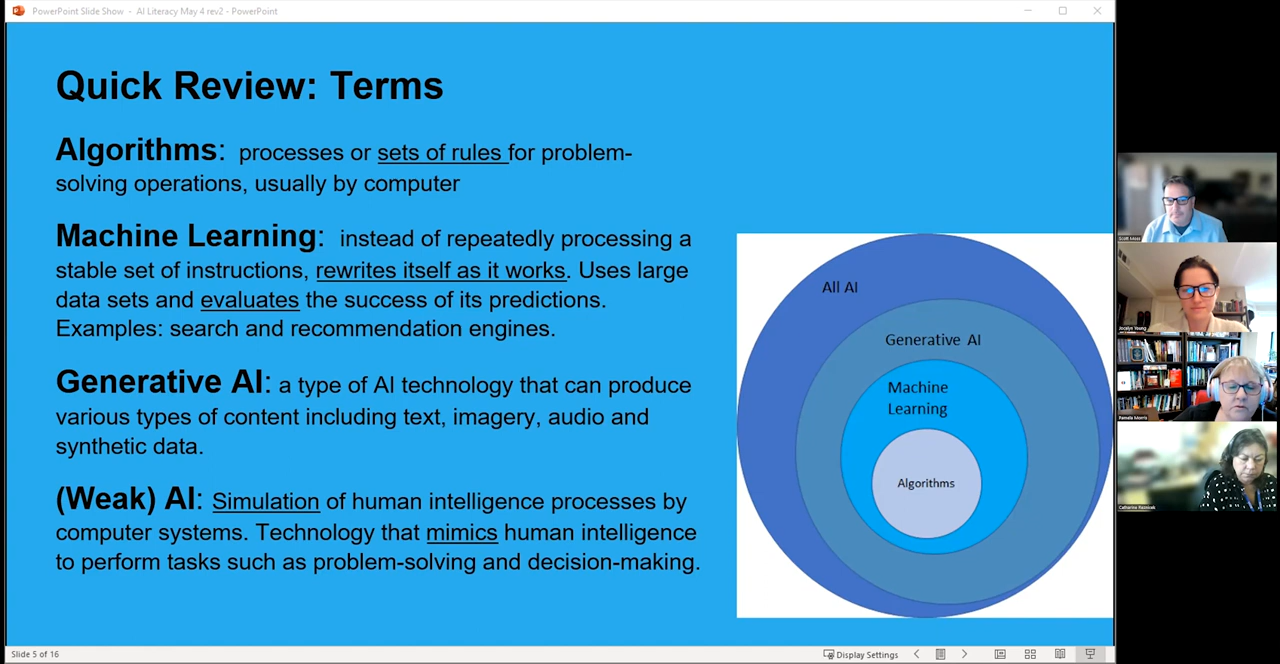 PowerPoint Slide Show - AI Literacy May 4 rev2 - PowerPoint
Quick Review: Terms
Algorithms: processes or sets of rules for problem-
solving operations, usually by computer
Machine Learning: instead of repeatedly processing a
stable set of instructions, rewrites itself as it works. Uses large
data sets and evaluates the success of its predictions.
Examples: search and recommendation engines.
Generative AI: a type of AI technology that can produce
various types of content including text, imagery, audio and
synthetic data.
(Weak) AI: Simulation of human intelligence processes by
computer systems. Technology that mimics human intelligence
to perform tasks such as problem-solving and decision-making.
All AI
Generative AI
Machine
Learning
Algorithms
Jocelyn Young
Pamela Morris
Slide 5 of 16
Display Settings